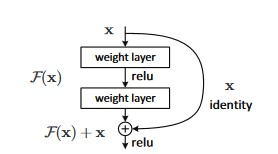 x
weight layer
F(x)
relu
x
weight layer
identity
F(x) + x
+
relu